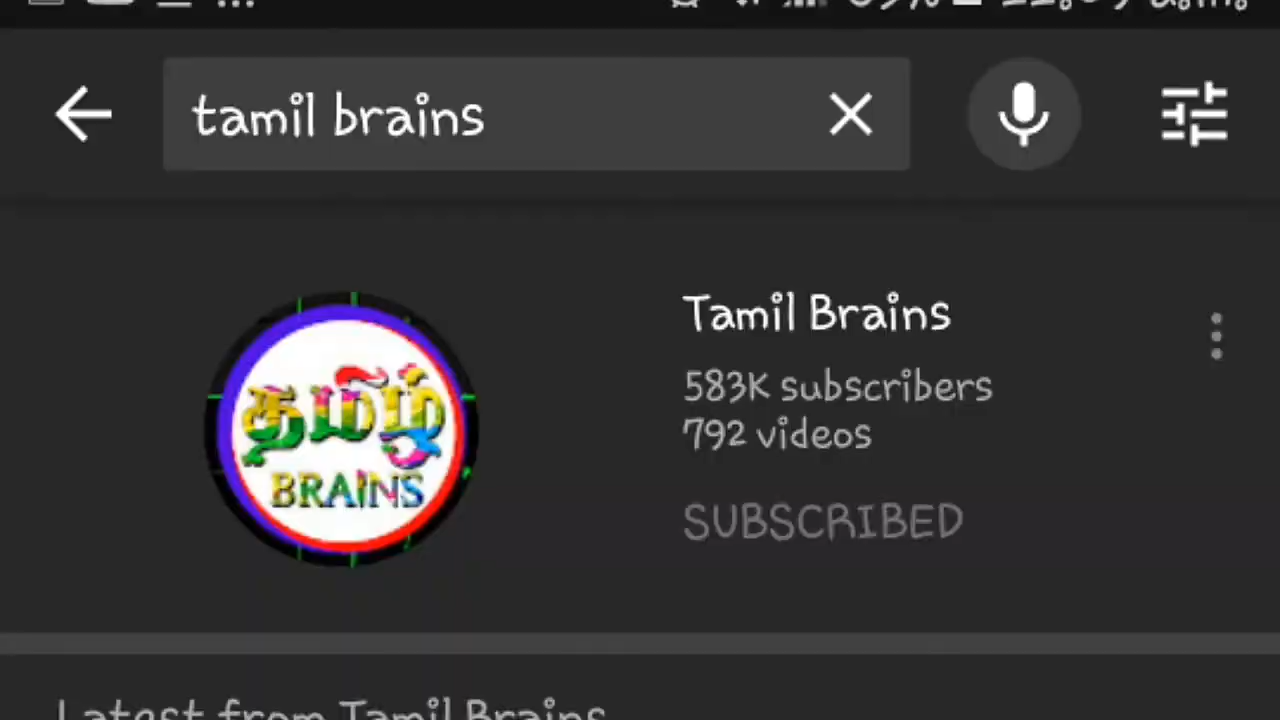 tamil brains
Tamil Brains
583K subscribers
792 videos
SUBSCRIBED
தமிழ்
BRAINS
Latest from Tamil Brains